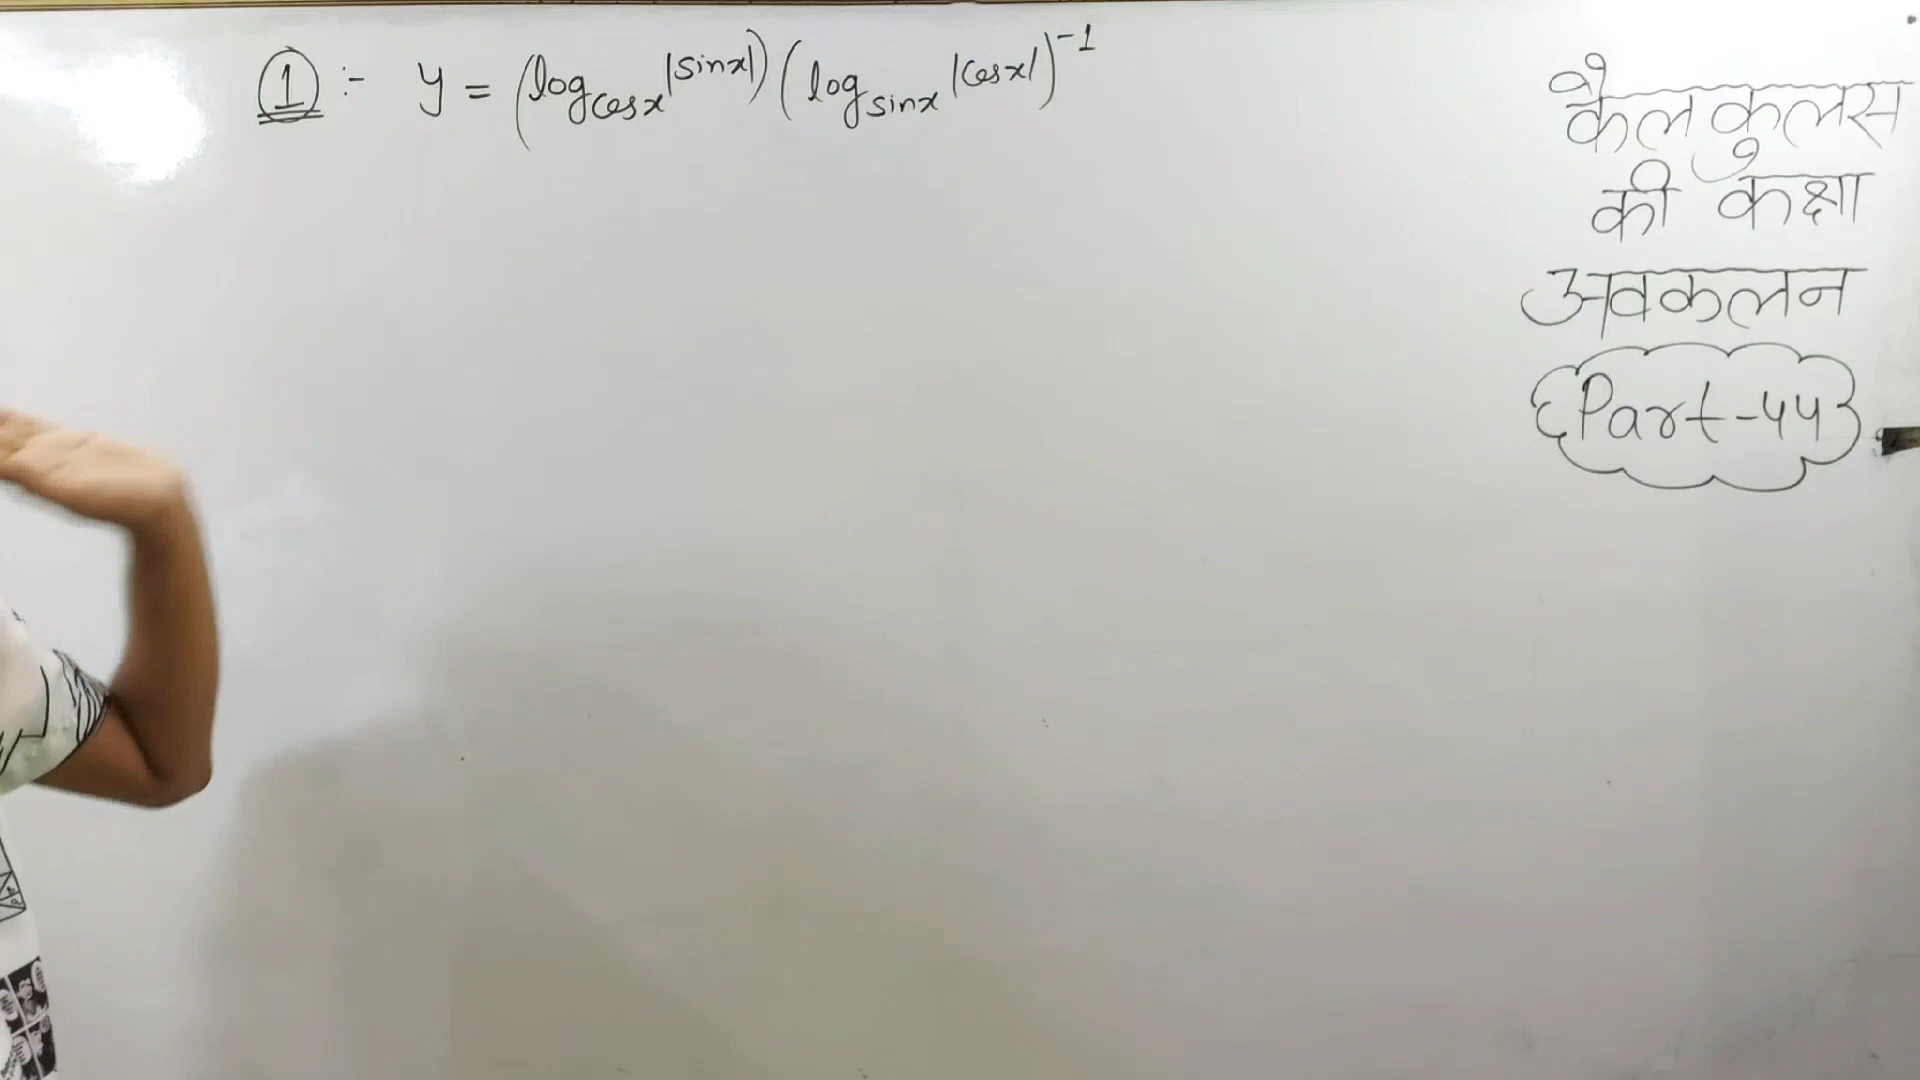 1 :- y = (log_cosx |sinx|) (log_sinx |cosx|)^-1
कैलकुलस
की कक्षा
अवकलन
{Part-44}